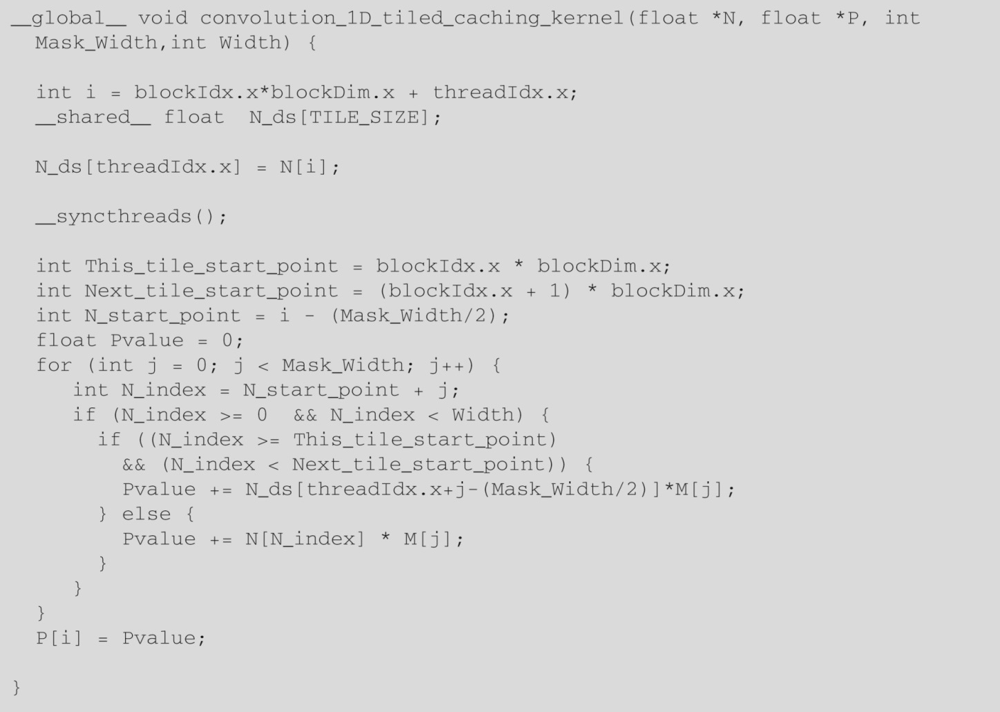 __global__ void convolution_1D_tiled_caching_kernel(float *N, float *P, int
Mask_Width,int Width) {
int i = blockIdx.x*blockDim.x + threadIdx.x;
__shared__ float  N_ds[TILE_SIZE];
N_ds[threadIdx.x] = N[i];
__syncthreads();
int This_tile_start_point = blockIdx.x * blockDim.x;
int Next_tile_start_point = (blockIdx.x + 1) * blockDim.x;
int N_start_point = i - (Mask_Width/2);
float Pvalue = 0;
for (int j = 0; j < Mask_Width; j++) {
int N_index = N_start_point + j;
if (N_index >= 0  && N_index < Width) {
if ((N_index >= This_tile_start_point)
&& (N_index < Next_tile_start_point)) {
Pvalue += N_ds[threadIdx.x+j-(Mask_Width/2)]*M[j];
} else {
Pvalue += N[N_index] * M[j];
}
}
}
P[i] = Pvalue;
}